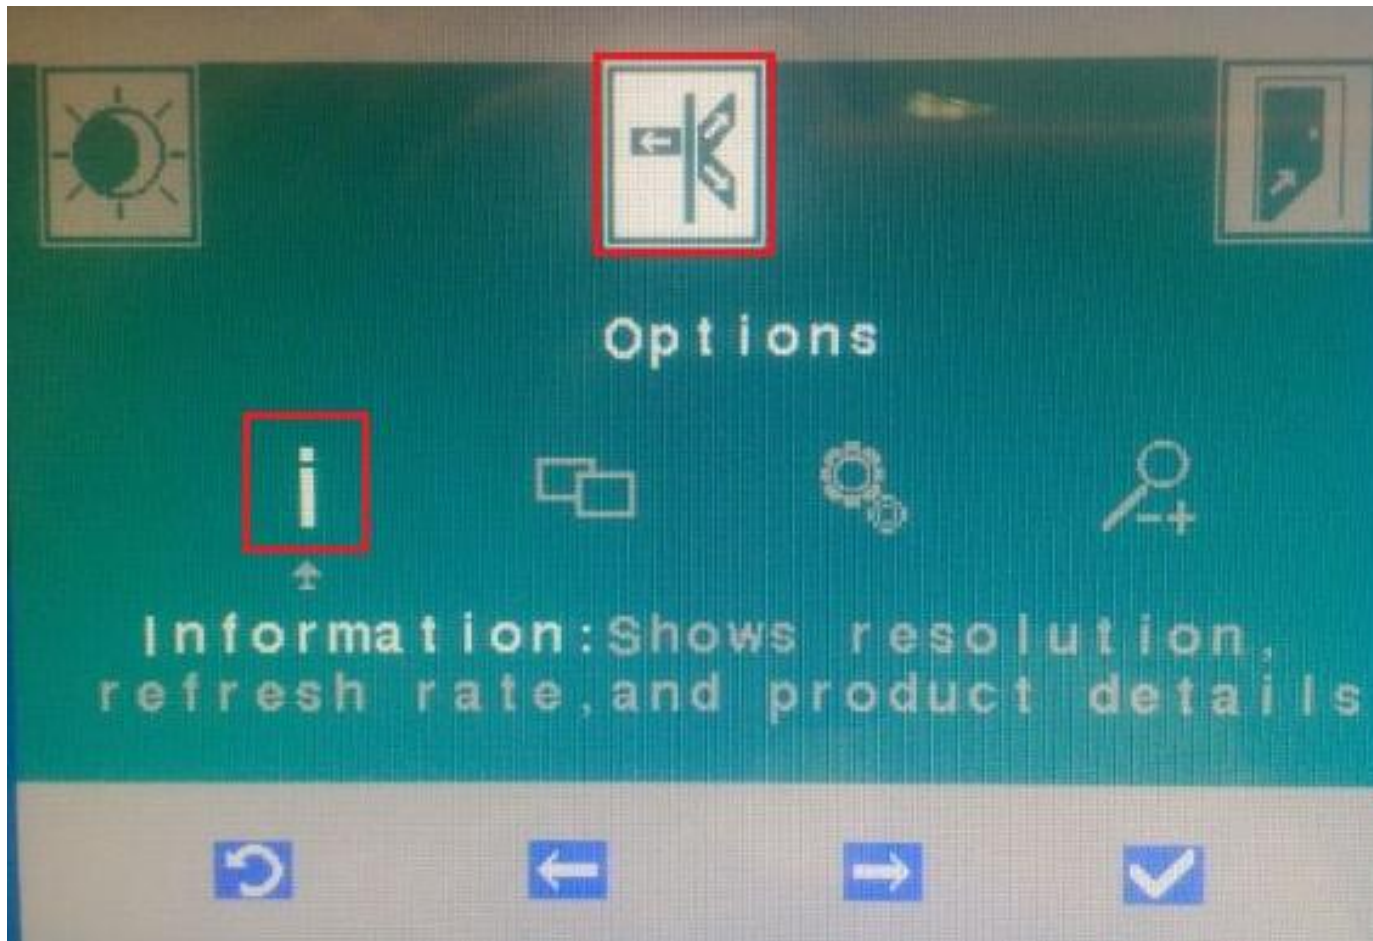 Options
i
Information:Shows resolution,
refresh rate,and product details